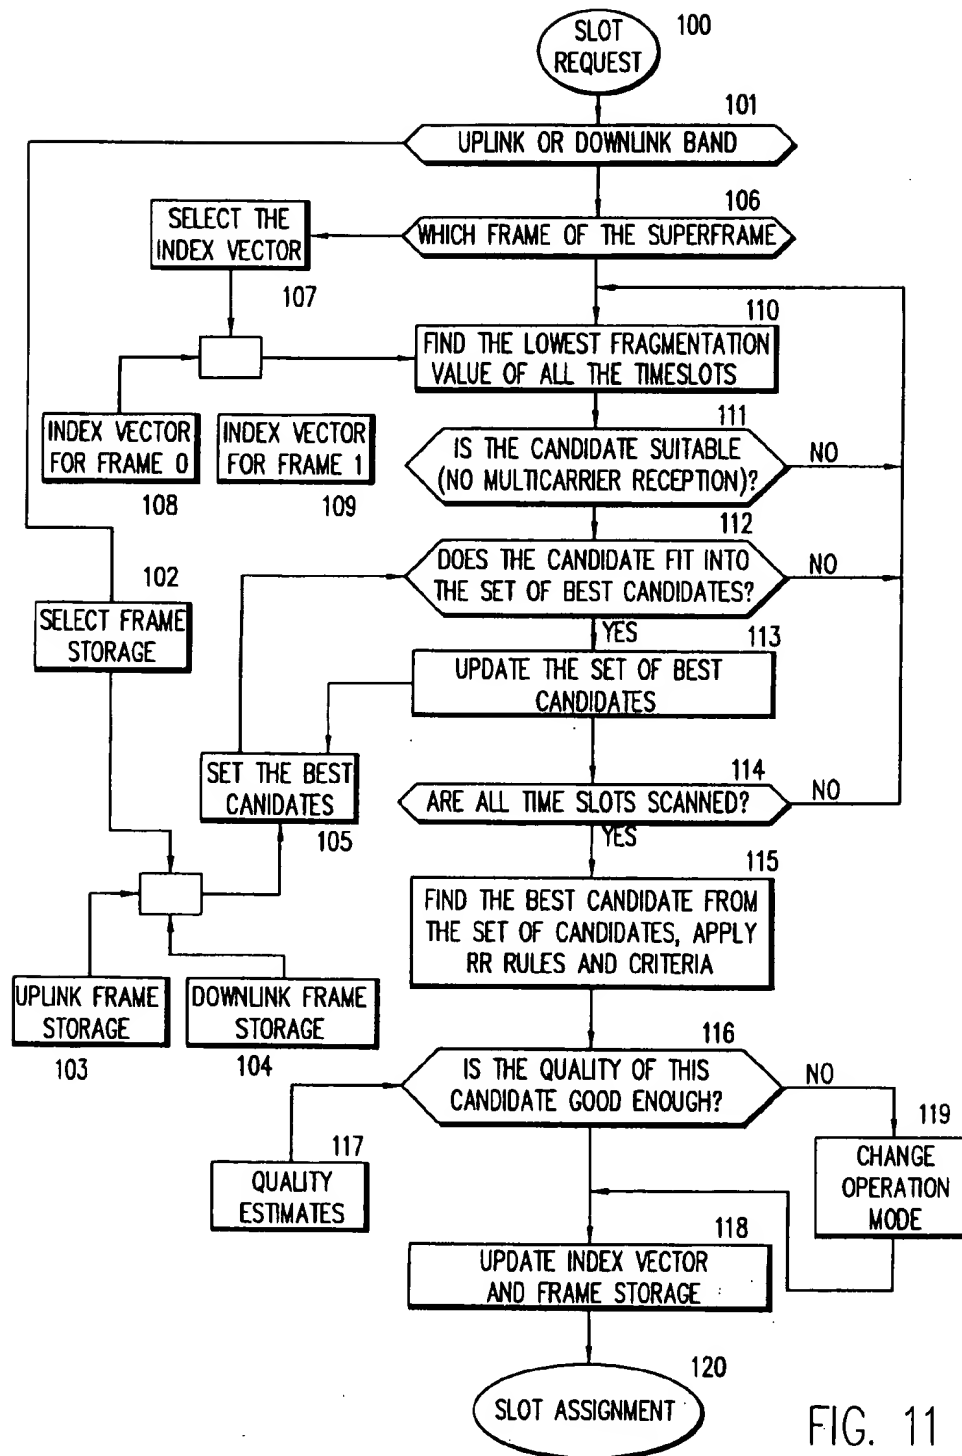 SLOT
REQUEST
100
101
UPLINK OR DOWNLINK BAND
106
WHICH FRAME OF THE SUPERFRAME
SELECT THE
INDEX VECTOR
107
110
FIND THE LOWEST FRAGMENTATION
VALUE OF ALL THE TIMESLOTS
INDEX VECTOR
FOR FRAME 0
108
INDEX VECTOR
FOR FRAME 1
109
111
IS THE CANDIDATE SUITABLE
(NO MULTICARRIER RECEPTION)?
NO
112
DOES THE CANDIDATE FIT INTO
THE SET OF BEST CANDIDATES?
NO
YES
102
SELECT FRAME
STORAGE
113
UPDATE THE SET OF BEST
CANDIDATES
SET THE BEST
CANIDATES
105
114
ARE ALL TIME SLOTS SCANNED?
NO
YES
115
FIND THE BEST CANDIDATE FROM
THE SET OF CANDIDATES, APPLY
RR RULES AND CRITERIA
UPLINK FRAME
STORAGE
103
DOWNLINK FRAME
STORAGE
104
116
IS THE QUALITY OF THIS
CANDIDATE GOOD ENOUGH?
NO
117
QUALITY
ESTIMATES
119
CHANGE
OPERATION
MODE
118
UPDATE INDEX VECTOR
AND FRAME STORAGE
120
SLOT ASSIGNMENT
FIG. 11